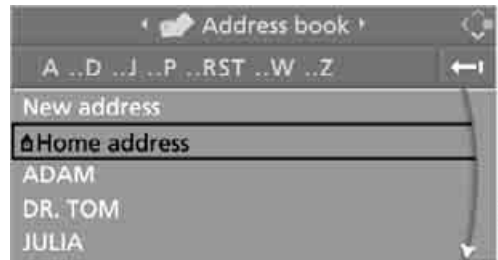 Address book
A ..D ..J ..P ..RST ..W ..Z
New address
Home address
ADAM
DR. TOM
JULIA